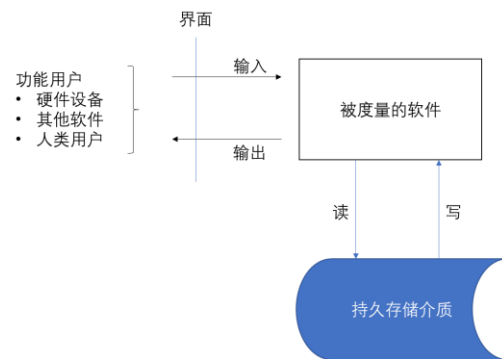 界面
功能用户
• 硬件设备
• 其他软件
• 人类用户
输入
输出
被度量的软件
读
写
持久存储介质